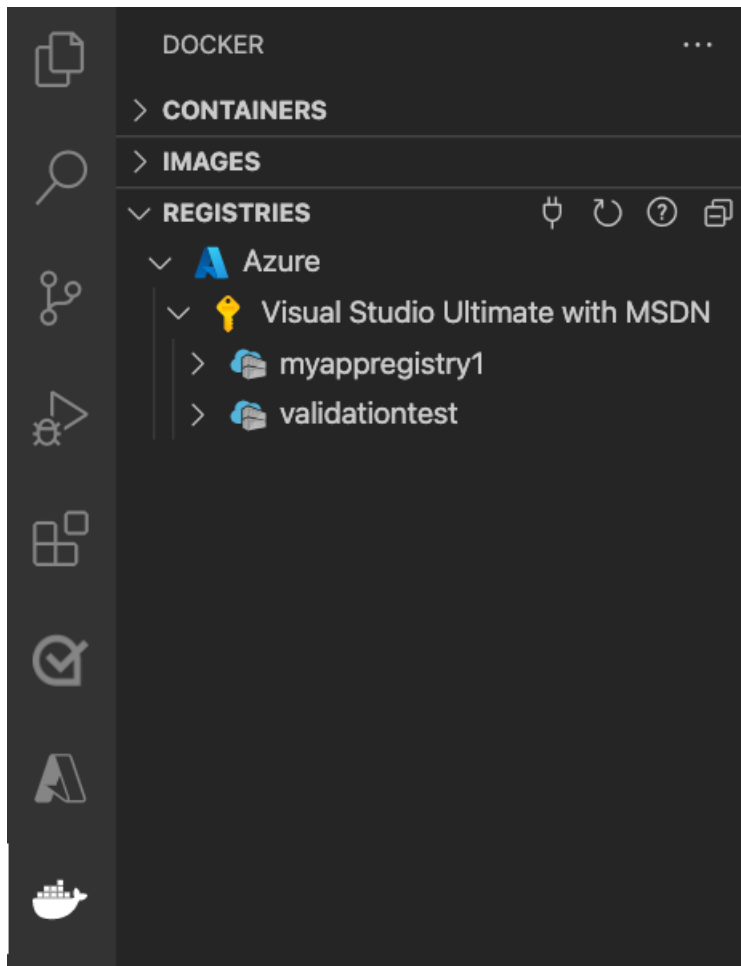 DOCKER
CONTAINERS
IMAGES
REGISTRIES
Azure
Visual Studio Ultimate with MSDN
myappregistry1
validationtest